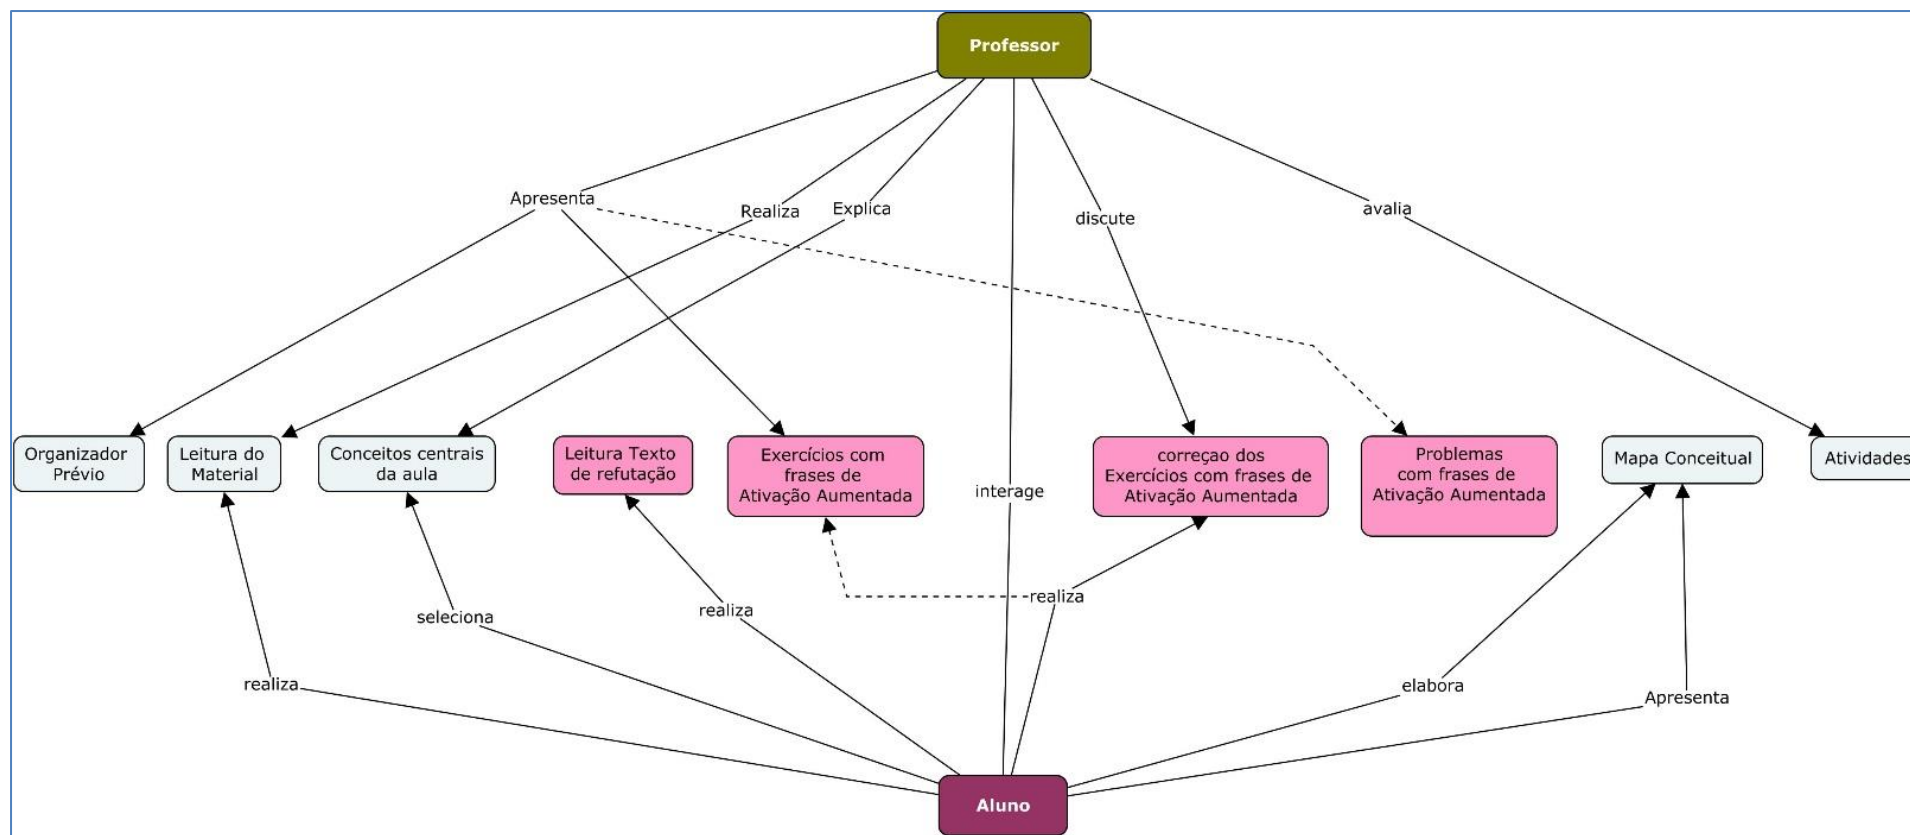 Professor
Apresenta
Realiza
Explica
discute
avalia
Organizador
Prévio
Leitura do
Material
Conceitos centrais
da aula
Leitura Texto
de refutação
Exercícios com
frases de
Ativação Aumentada
interage
correçao dos
Exercícios com frases de
Ativação Aumentada
Problemas
com frases de
Ativação Aumentada
Mapa Conceitual
Atividades
realiza
seleciona
realiza
realiza
elabora
Apresenta
Aluno